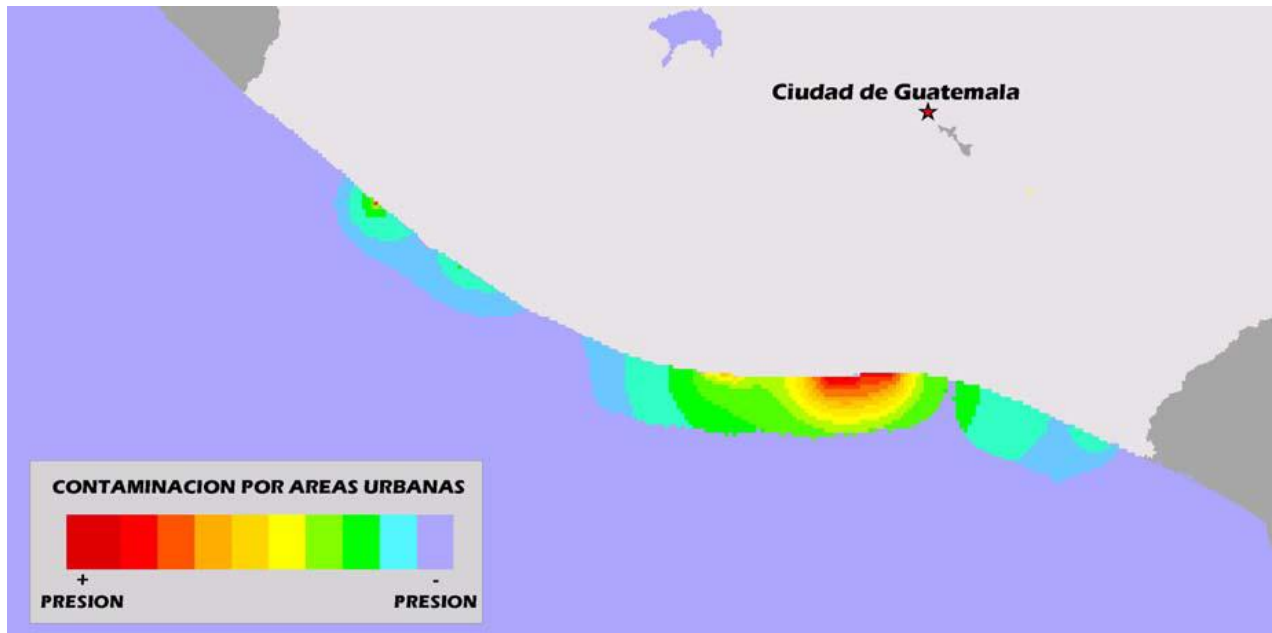 Ciudad de Guatemala
CONTAMINACION POR AREAS URBANAS
+ -
PRESION PRESION